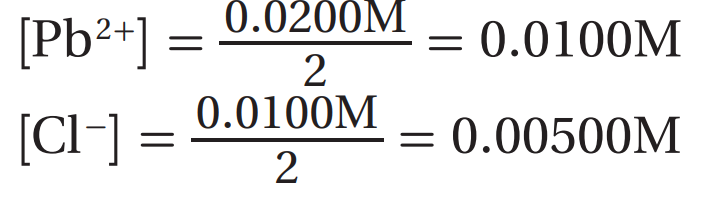 [Pb²⁺] = 0.0200M / 2 = 0.0100M
[Cl⁻] = 0.0100M / 2 = 0.00500M